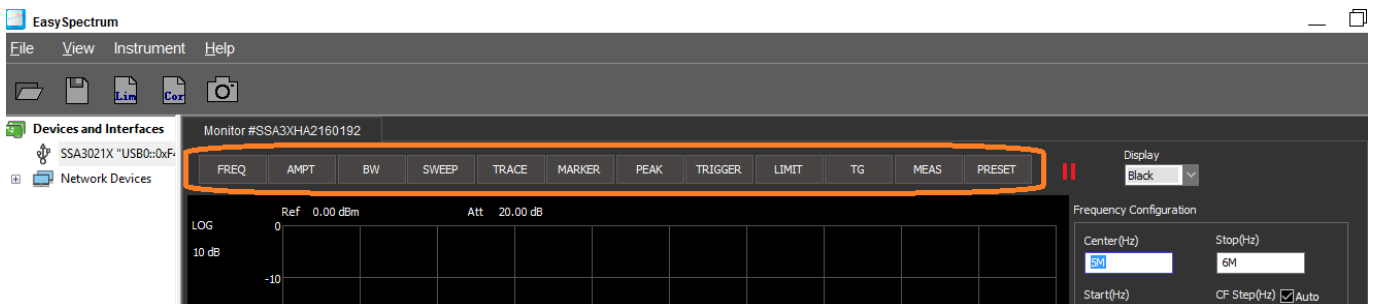 EasySpectrum
File View Instrument Help
Lim Cor
Devices and Interfaces
SSA3021X "USB0::0xF
Network Devices
Monitor #SSA3XHA2160192
FREQ AMPT BW SWEEP TRACE MARKER PEAK TRIGGER LIMIT TG MEAS PRESET
Display
Black
Ref 0.00 dBm Att 20.00 dB
LOG
0
10 dB
-10
Frequency Configuration
Center(Hz) Stop(Hz)
5M 6M
Start(Hz) CF Step(Hz) Auto